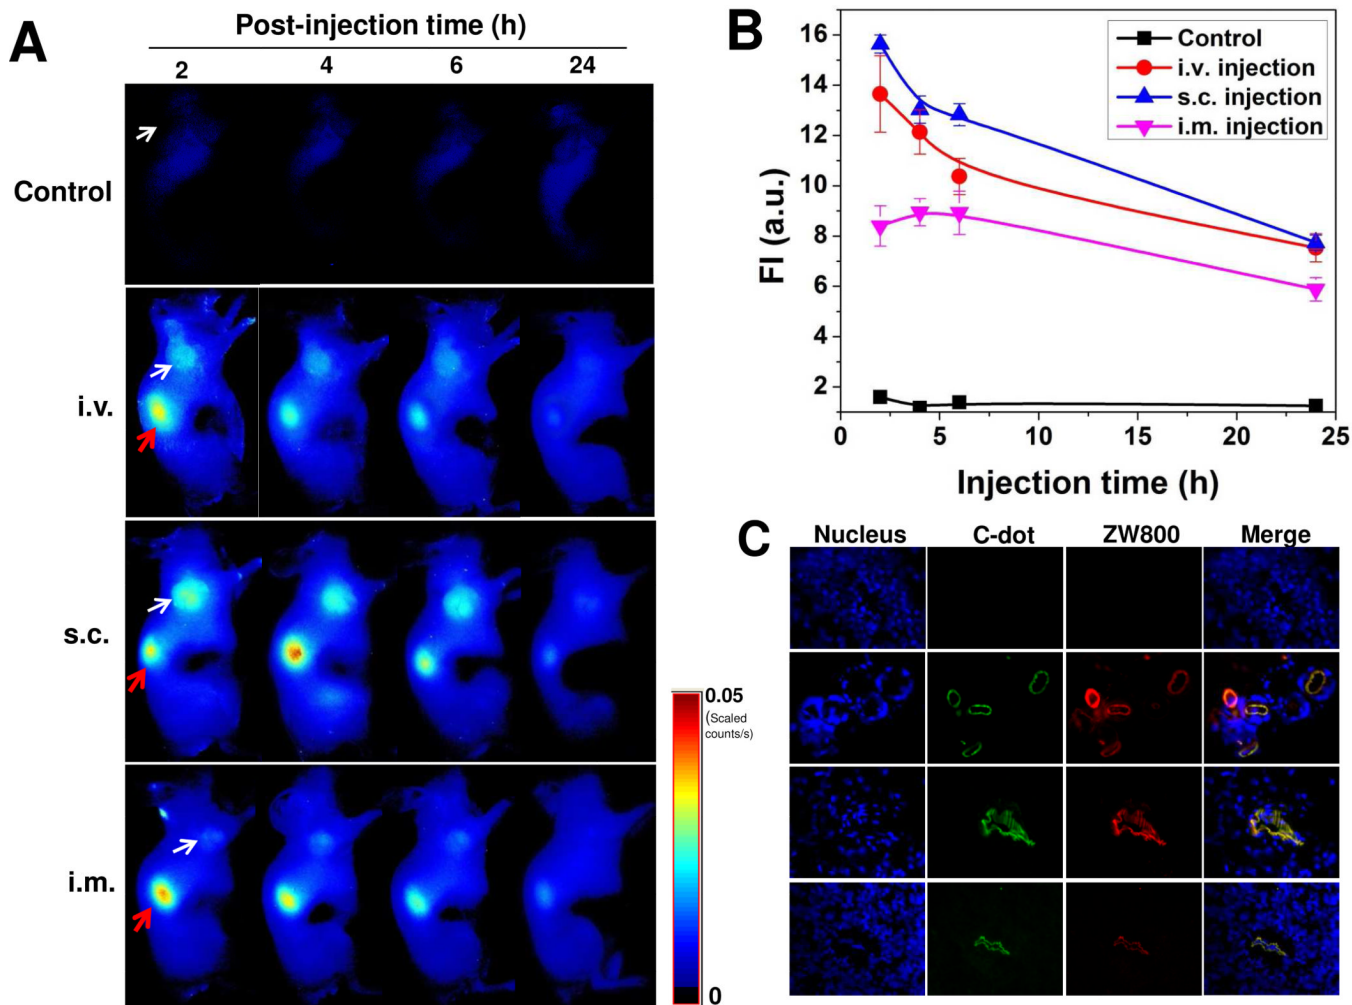 A
Post-injection time (h)
2 4 6 24
Control
i.v.
s.c.
i.m.
0.05
(Scaled
counts/s)
0
B
16
14
12
10
8
6
4
2
FI (a.u.)
Control
i.v. injection
s.c. injection
i.m. injection
0 5 10 15 20 25
Injection time (h)
C
Nucleus C-dot ZW800 Merge